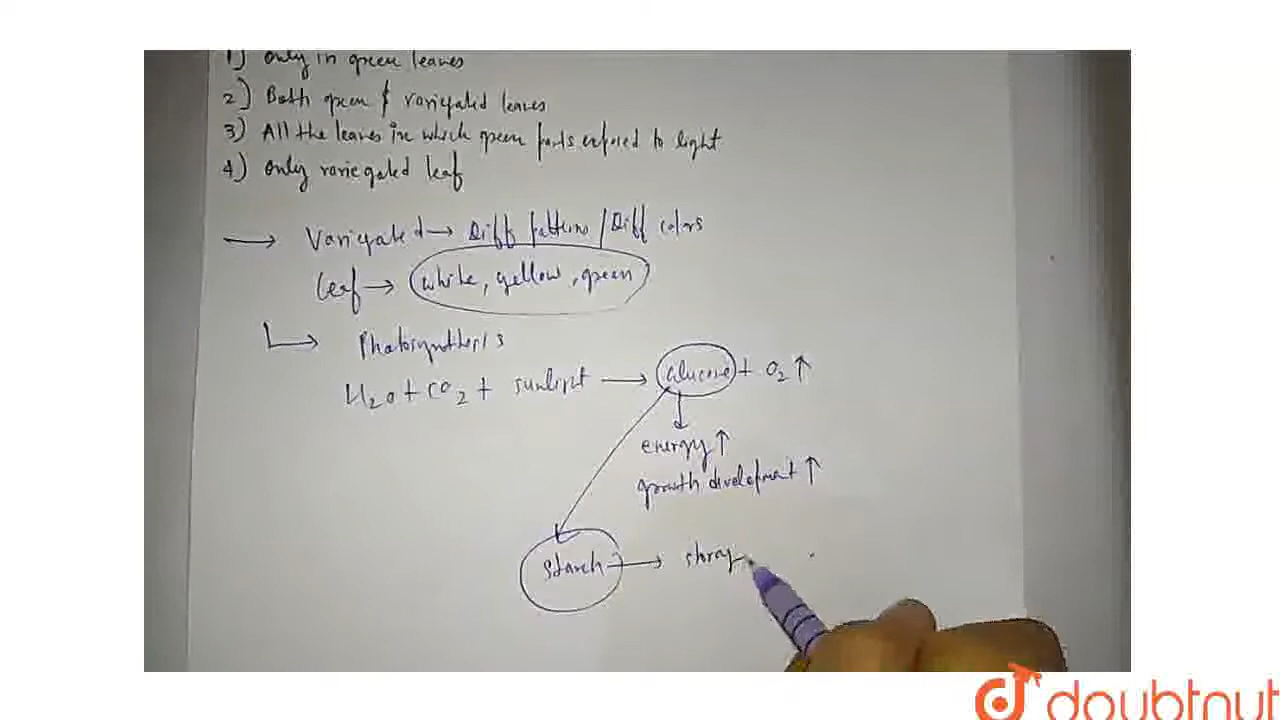 1) Only in green leaves
2) Both green & variegated leaves
3) All the leaves in which green parts exposed to light
4) Only variegated leaf
→ Variegated → Diff patterns / Diff colors
leaf → white, yellow, green
→ Photosynthesis
H₂O + CO₂ + sunlight → Glucose + O₂ ↑
energy ↑
growth development ↑
Starch → storag
doubtnut